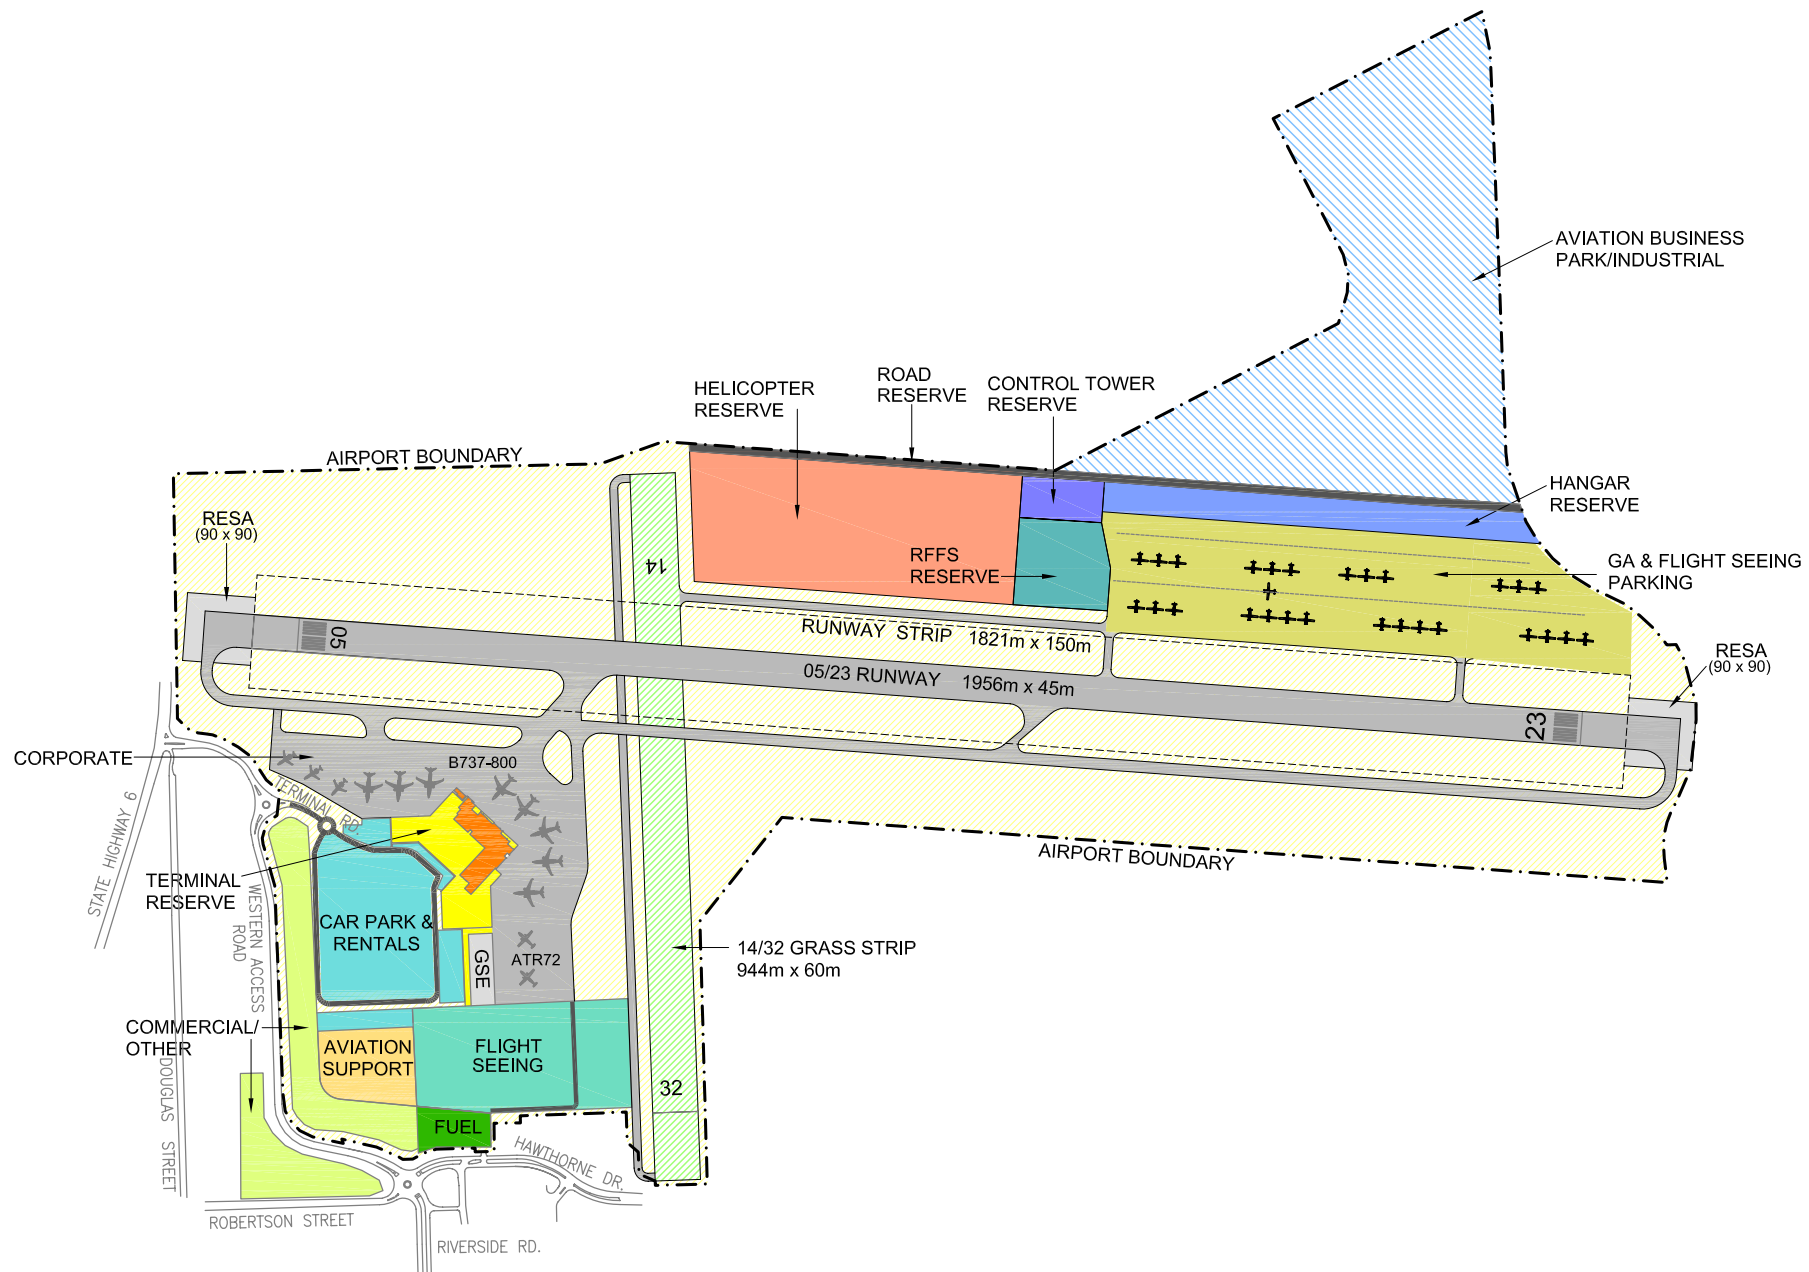 AVIATION BUSINESS
PARK/INDUSTRIAL
HELICOPTER
RESERVE
ROAD
RESERVE
CONTROL TOWER
RESERVE
AIRPORT BOUNDARY
HANGAR
RESERVE
RESA
(90 x 90)
14
RFFS
RESERVE
GA & FLIGHT SEEING
PARKING
05
RUNWAY STRIP 1821m x 150m
05/23 RUNWAY 1956m x 45m
RESA
(90 x 90)
23
CORPORATE
B737-800
TERMINAL RD.
STATE HIGHWAY 6
AIRPORT BOUNDARY
TERMINAL
RESERVE
WESTERN ACCESS
ROAD
CAR PARK &
RENTALS
GSE
ATR72
14/32 GRASS STRIP
944m x 60m
COMMERCIAL/
OTHER
AVIATION
SUPPORT
FLIGHT
SEEING
32
DOUGLAS STREET
FUEL
HAWTHORNE DR.
ROBERTSON STREET
RIVERSIDE RD.